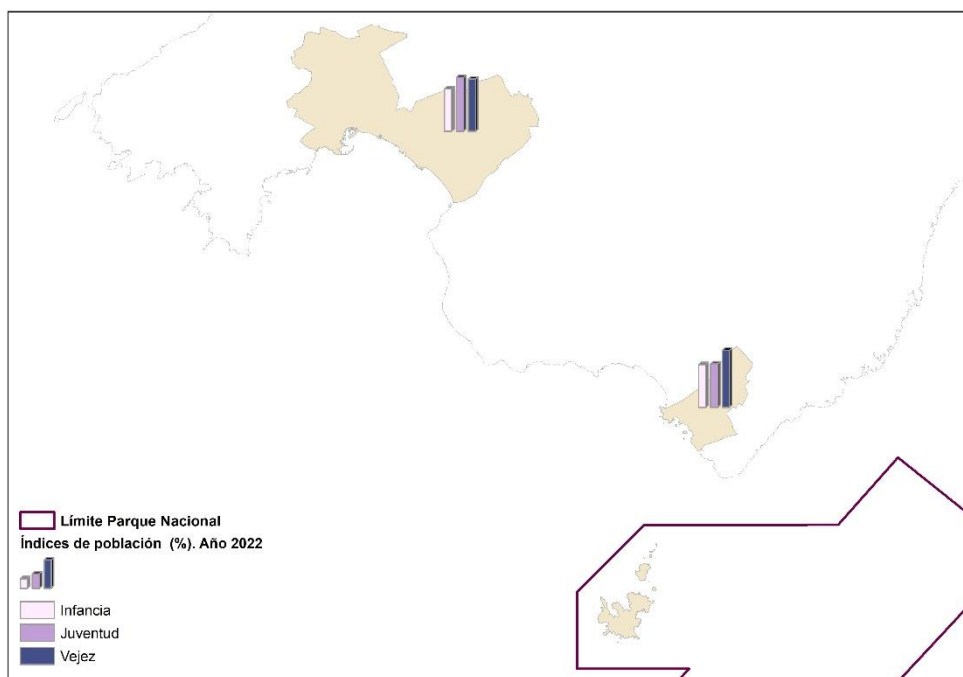 Límite Parque Nacional
Índices de población (%). Año 2022
Infancia
Juventud
Vejez